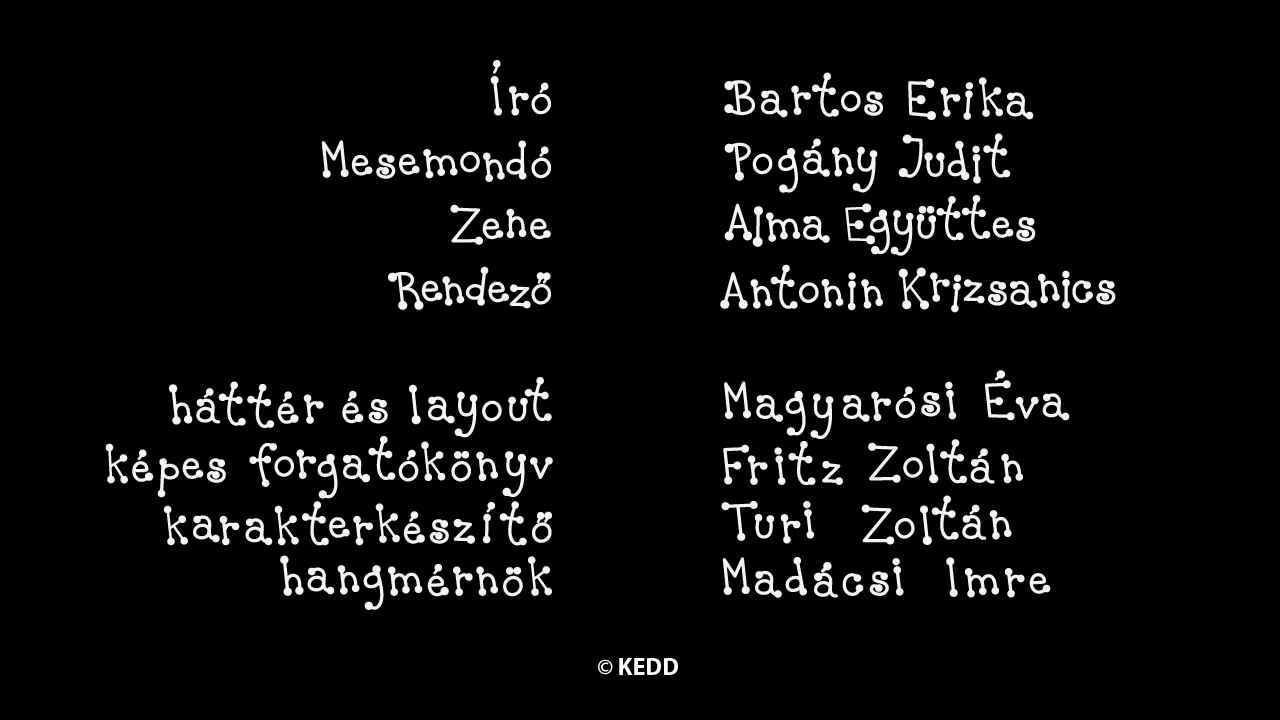 Író Bartos Erika
Mesemondó Pogány Judit
Zehe Alma Együttes
Rendező Antonin Krizsanics
háttér és layout Magyarósi Éva
képes forgatókönyv Fritz Zoltán
karakterkészítő Turi Zoltán
hangmérnök Madácsi Imre
© KEDD